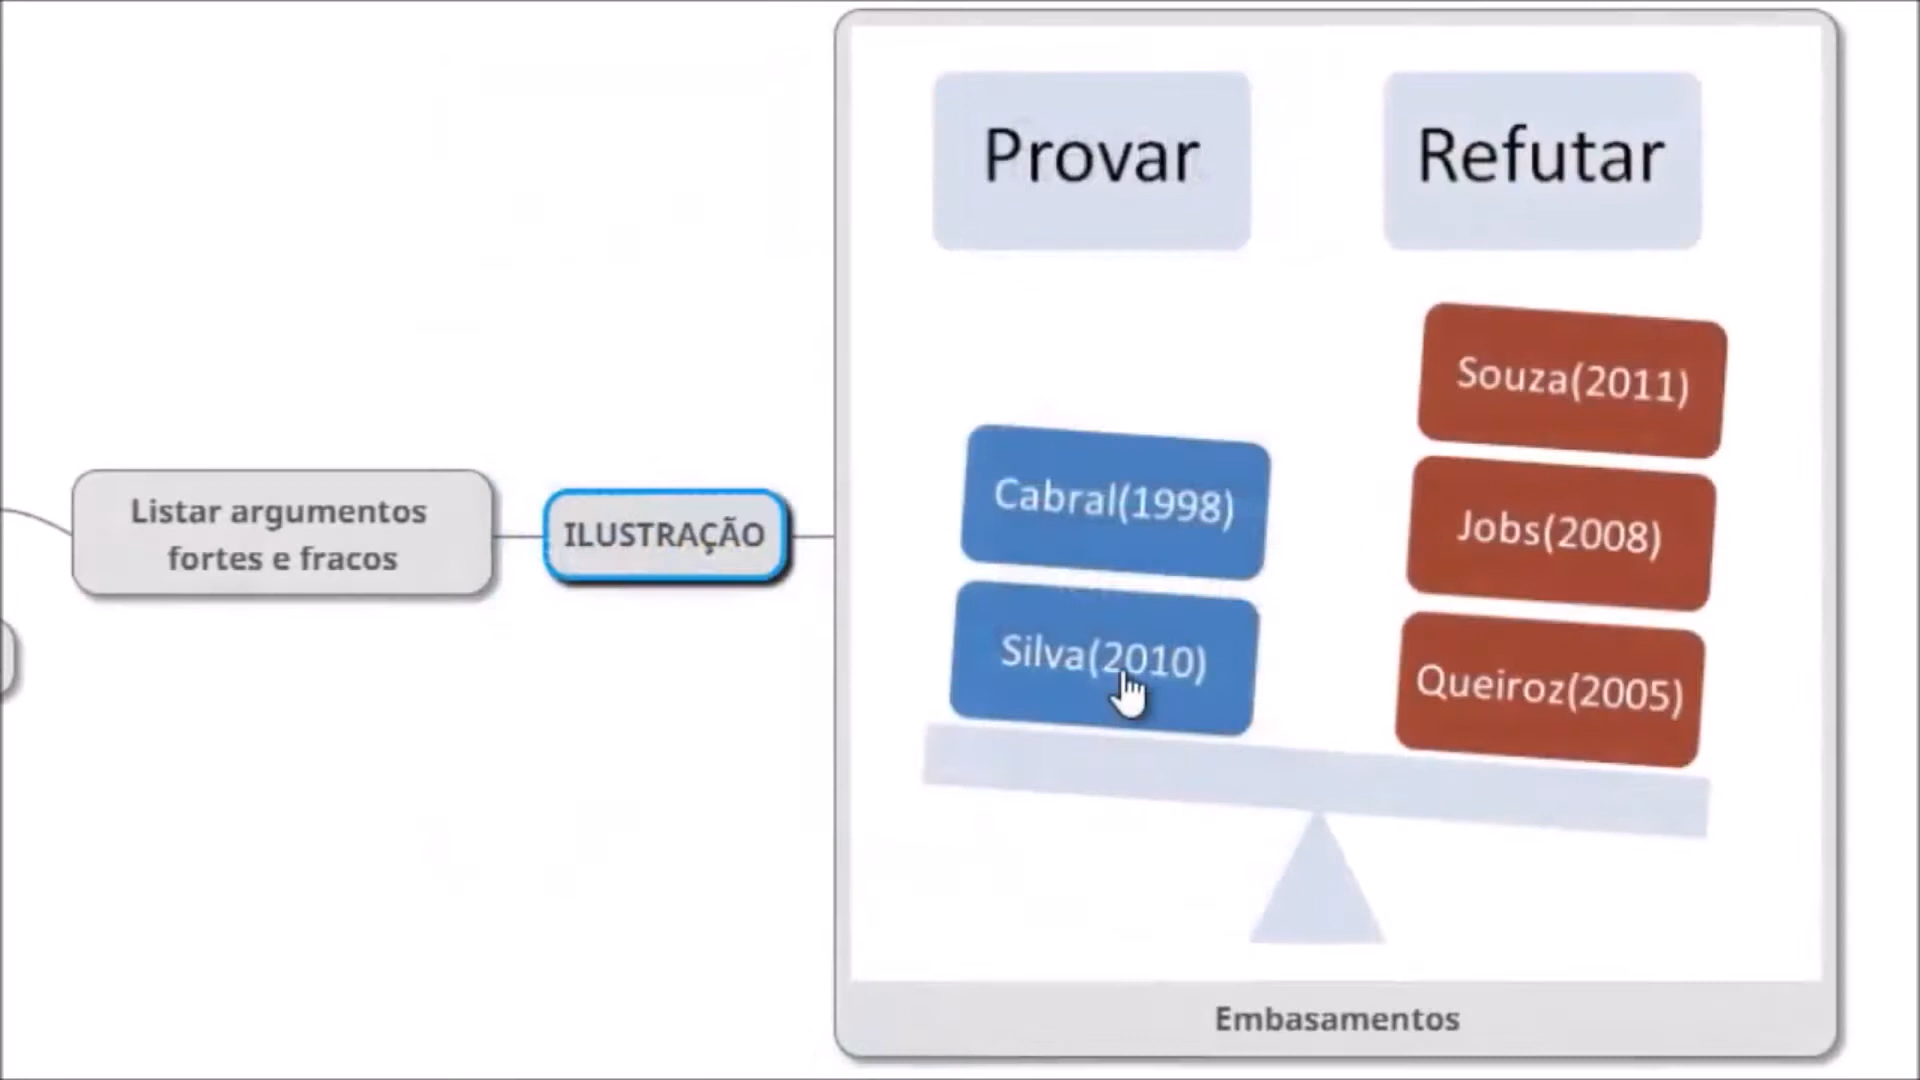 Listar argumentos
fortes e fracos
ILUSTRAÇÃO
Provar
Refutar
Cabral(1998)
Silva(2010)
Souza(2011)
Jobs(2008)
Queiroz(2005)
Embasamentos